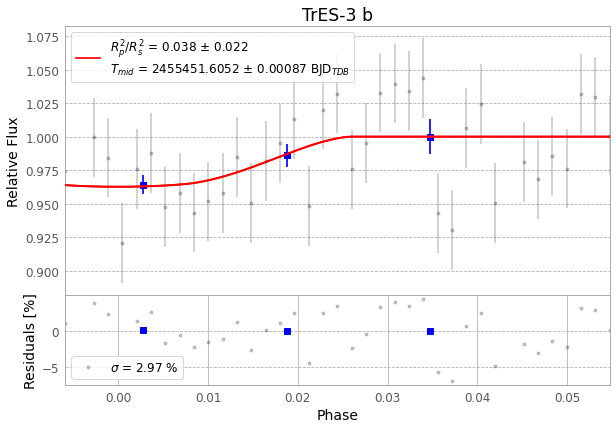 TrES-3 b
R_p^2/R_s^2 = 0.038 ± 0.022
T_mid = 2455451.6052 ± 0.00087 BJD_TDB
1.075
1.050
1.025
1.000
0.975
0.950
0.925
0.900
Relative Flux
0
−5
Residuals [%]
σ = 2.97 %
0.00 0.01 0.02 0.03 0.04 0.05
Phase